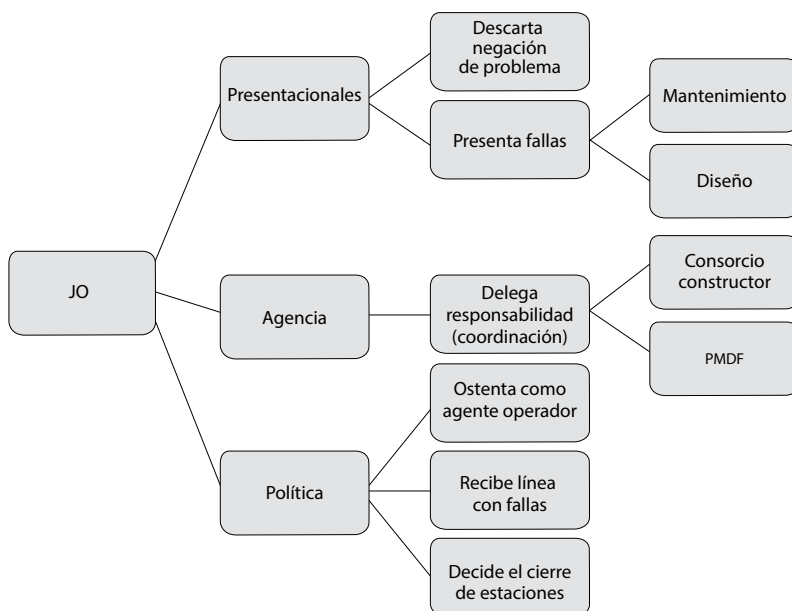 Descarta
negación
de problema
Presentacionales
Mantenimiento
Presenta fallas
Diseño
JO
Agencia
Delega
responsabilidad
(coordinación)
Consorcio
constructor
PMDF
Política
Ostenta como
agente operador
Recibe línea
con fallas
Decide el cierre
de estaciones